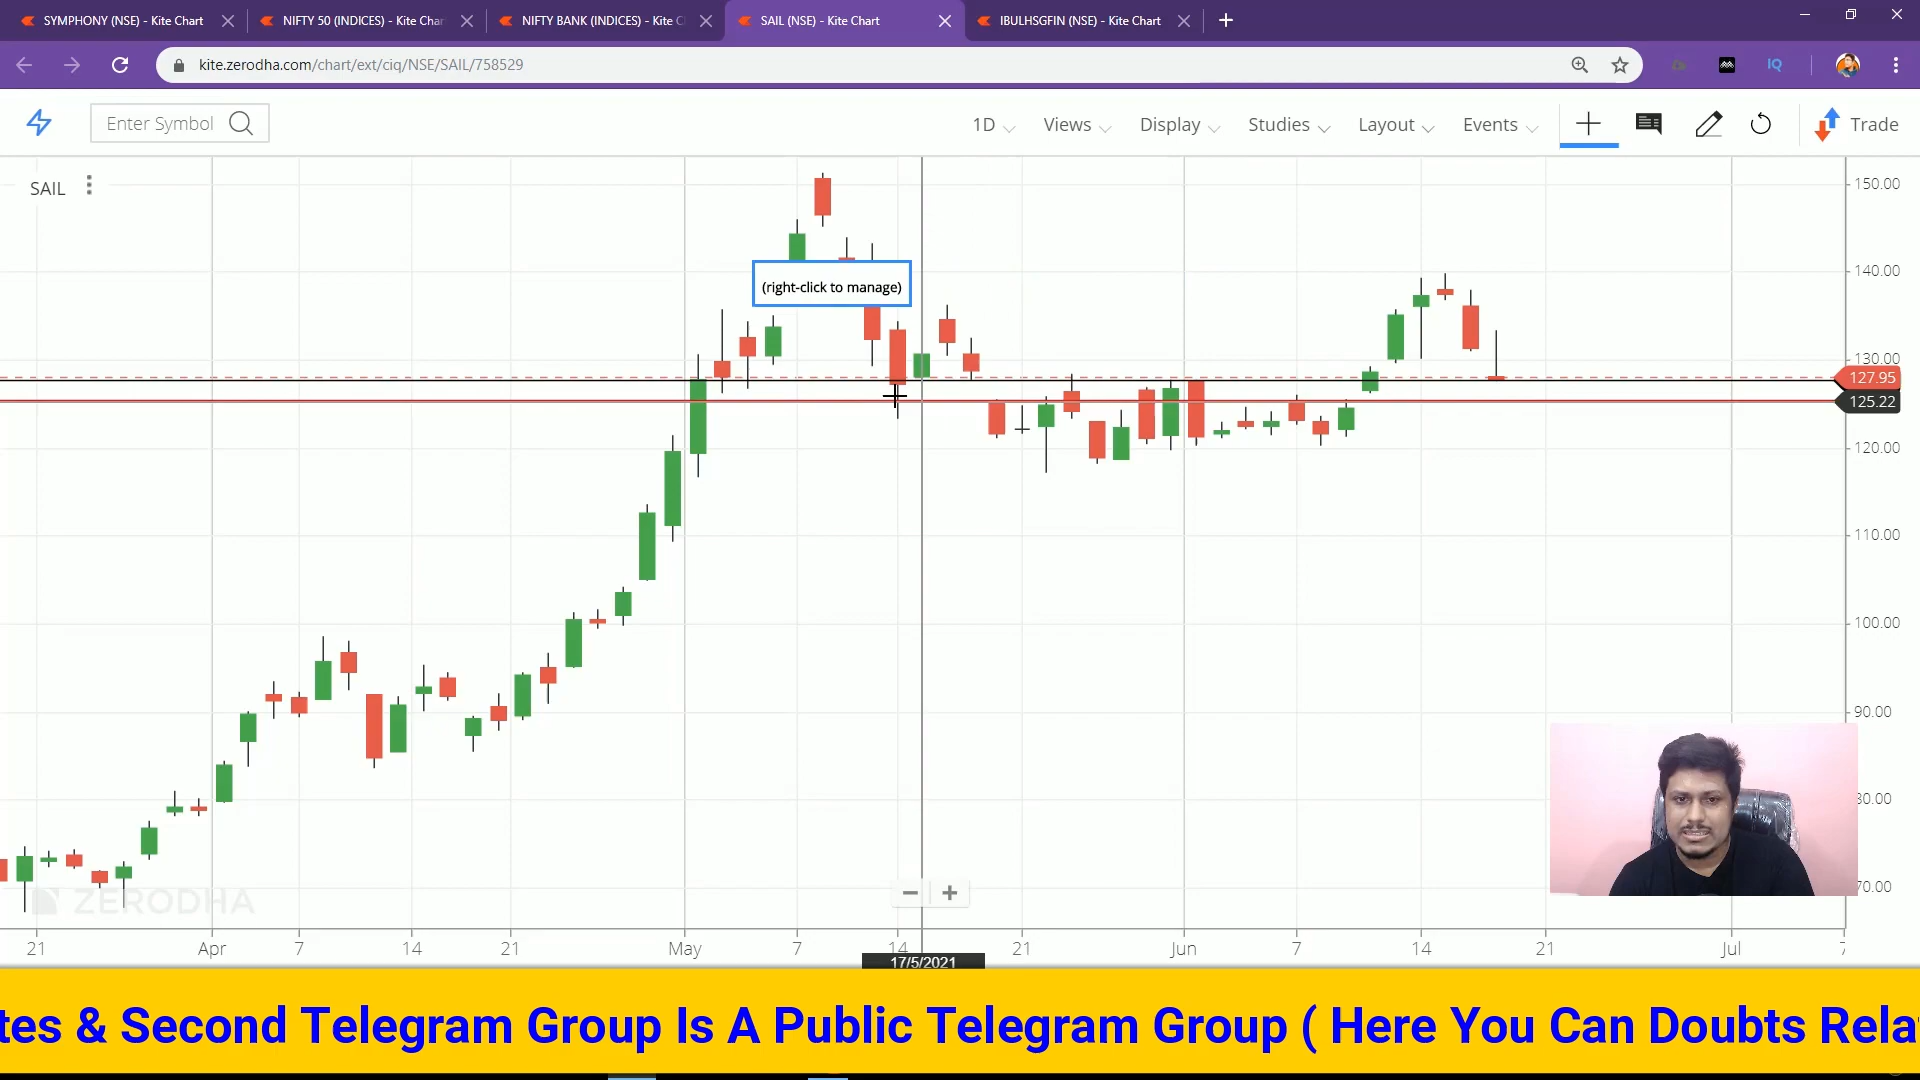 SYMPHONY (NSE) - Kite Chart
NIFTY 50 (INDICES) - Kite Char
NIFTY BANK (INDICES) - Kite C
SAIL (NSE) - Kite Chart
IBULHSGFIN (NSE) - Kite Chart
kite.zerodha.com/chart/ext/ciq/NSE/SAIL/758529
IQ
Enter Symbol
1D
Views
Display
Studies
Layout
Events
Trade
SAIL
(right-click to manage)
150.00
140.00
130.00
127.95
125.22
120.00
110.00
100.00
90.00
80.00
70.00
ZERODHA
21 Apr 7 14 21 May 7 14 21 Jun 7 14 21 Jul
17/5/2021
tes & Second Telegram Group Is A Public Telegram Group ( Here You Can Doubts Rela